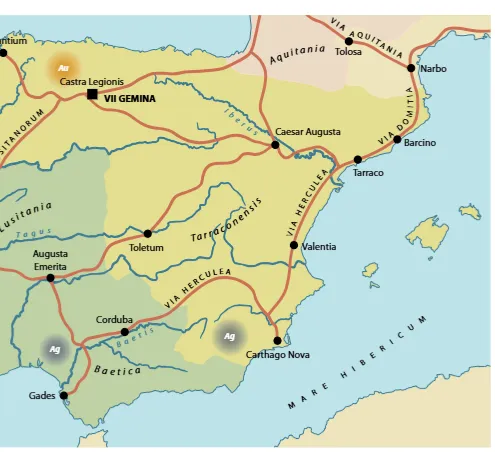 VIA AQUITANIA
ntium
Aquitania
Tolosa
Au
Narbo
Castra Legionis
VII GEMINA
Iberus
VIA DOMITIA
SITANORUM
Caesar Augusta
Barcino
Tarraco
VIA HERCULEA
Lusitania
Tarraconensis
Tagus
Toletum
Valentia
Augusta
Emerita
VIA HERCULEA
Corduba
Baetis
Ag
Ag
Carthago Nova
Baetica
MARE HIBERICUM
Gades